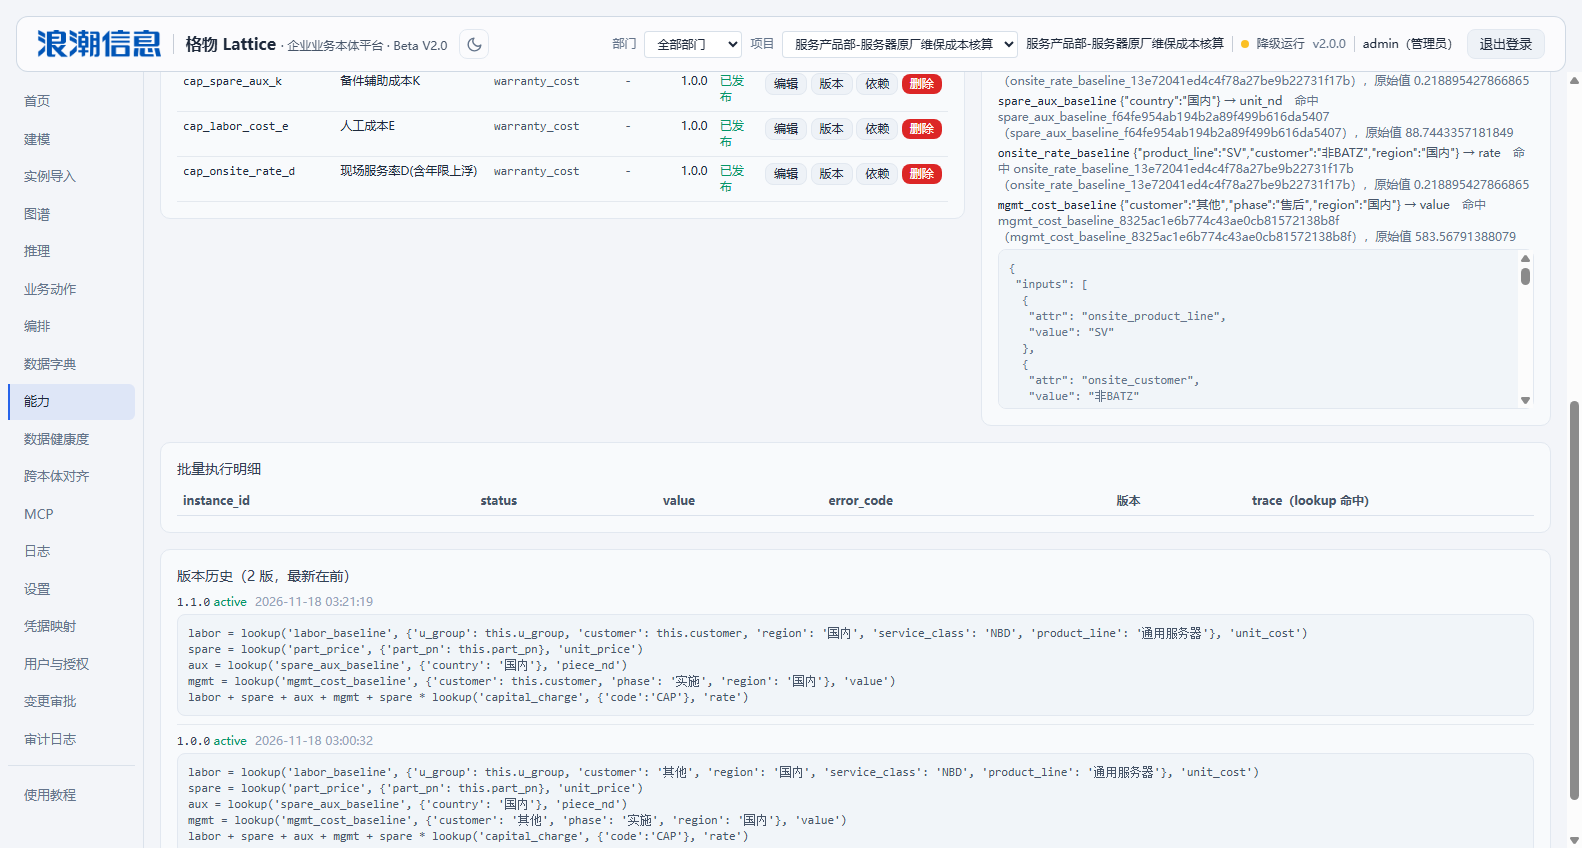 浪潮信息
格物 Lattice · 企业业务本体平台 · Beta V2.0
部门 全部部门 项目 服务产品部-服务器原厂维保成本核算 服务产品部-服务器原厂维保成本核算 降级运行 v2.0.0 admin（管理员） 退出登录
首页
建模
实例导入
图谱
推理
业务动作
编排
数据字典
能力
数据健康度
跨本体对齐
MCP
日志
设置
凭据映射
用户与授权
变更审批
审计日志
使用教程
cap_spare_aux_k 备件辅助成本K warranty_cost - 1.0.0 已发布 编辑 版本 依赖 删除
cap_labor_cost_e 人工成本E warranty_cost - 1.0.0 已发布 编辑 版本 依赖 删除
cap_onsite_rate_d 现场服务率D(含年限上浮) warranty_cost - 1.0.0 已发布 编辑 版本 依赖 删除
（onsite_rate_baseline_13e72041ed4c4f78a27be9b22731f17b），原始值 0.218895427866865
spare_aux_baseline {"country":"国内"} → unit_nd 命中
spare_aux_baseline_f64fe954ab194b2a89f499b616da5407
（spare_aux_baseline_f64fe954ab194b2a89f499b616da5407），原始值 88.7443357181849
onsite_rate_baseline {"product_line":"SV","customer":"非BATZ","region":"国内"} → rate 命
中 onsite_rate_baseline_13e72041ed4c4f78a27be9b22731f17b
（onsite_rate_baseline_13e72041ed4c4f78a27be9b22731f17b），原始值 0.218895427866865
mgmt_cost_baseline {"customer":"其他","phase":"售后","region":"国内"} → value 命中
mgmt_cost_baseline_8325ac1e6b774c43ae0cb81572138b8f
（mgmt_cost_baseline_8325ac1e6b774c43ae0cb81572138b8f），原始值 583.56791388079
{
"inputs": [
{
"attr": "onsite_product_line",
"value": "SV"
},
{
"attr": "onsite_customer",
"value": "非BATZ"
批量执行明细
instance_id status value error_code 版本 trace（lookup 命中）
版本历史（2 版，最新在前）
1.1.0 active 2026-11-18 03:21:19
labor = lookup('labor_baseline', {'u_group': this.u_group, 'customer': this.customer, 'region': '国内', 'service_class': 'NBD', 'product_line': '通用服务器'}, 'unit_cost')
spare = lookup('part_price', {'part_pn': this.part_pn}, 'unit_price')
aux = lookup('spare_aux_baseline', {'country': '国内'}, 'piece_nd')
mgmt = lookup('mgmt_cost_baseline', {'customer': this.customer, 'phase': '实施', 'region': '国内'}, 'value')
labor + spare + aux + mgmt + spare * lookup('capital_charge', {'code':'CAP'}, 'rate')
1.0.0 active 2026-11-18 03:00:32
labor = lookup('labor_baseline', {'u_group': this.u_group, 'customer': '其他', 'region': '国内', 'service_class': 'NBD', 'product_line': '通用服务器'}, 'unit_cost')
spare = lookup('part_price', {'part_pn': this.part_pn}, 'unit_price')
aux = lookup('spare_aux_baseline', {'country': '国内'}, 'piece_nd')
mgmt = lookup('mgmt_cost_baseline', {'customer': '其他', 'phase': '实施', 'region': '国内'}, 'value')
labor + spare + aux + mgmt + spare * lookup('capital_charge', {'code':'CAP'}, 'rate')